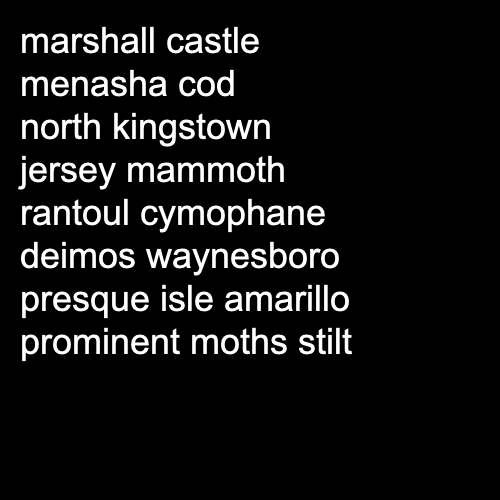 marshall castle
menasha cod
north kingstown
jersey mammoth
rantoul cymophane
deimos waynesboro
presque isle amarillo
prominent moths stilt